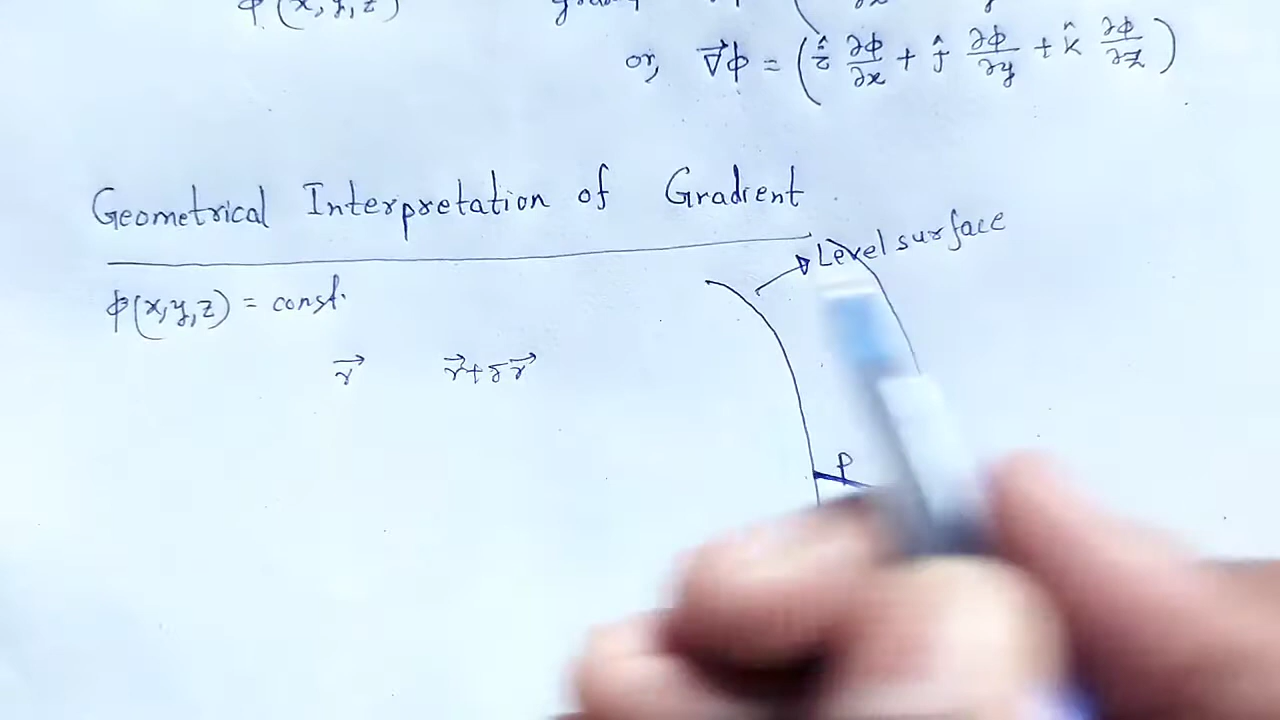 ϕ(x,y,z)
or, ∇⃗ϕ = (î ∂ϕ/∂x + ĵ ∂ϕ/∂y + k̂ ∂ϕ/∂z)
Geometrical Interpretation of Gradient
Level surface
ϕ(x,y,z) = const.
r⃗ r⃗+δr⃗
P